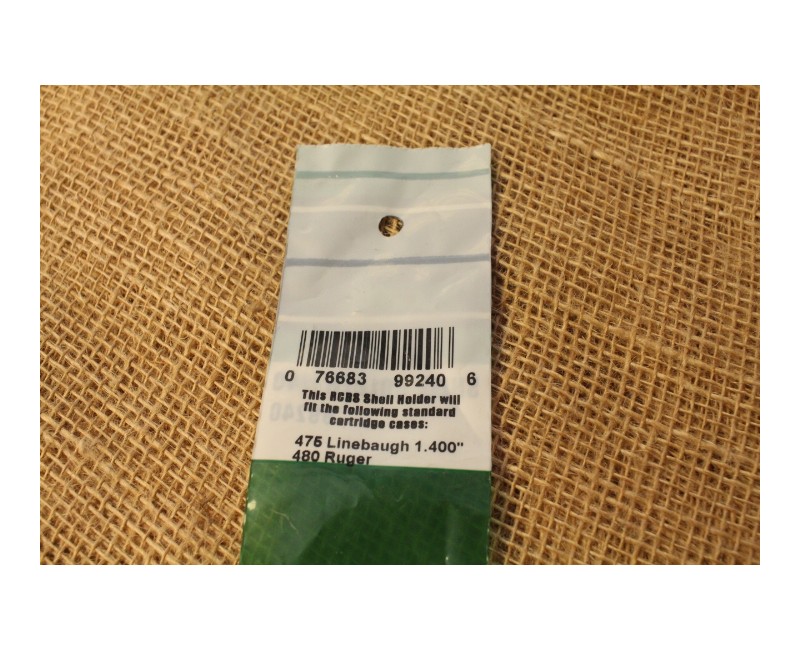 0 76683 99240 6
This RCBS Shell Holder will
fit the following standard
cartridge cases:
475 Linebaugh 1.400"
480 Ruger